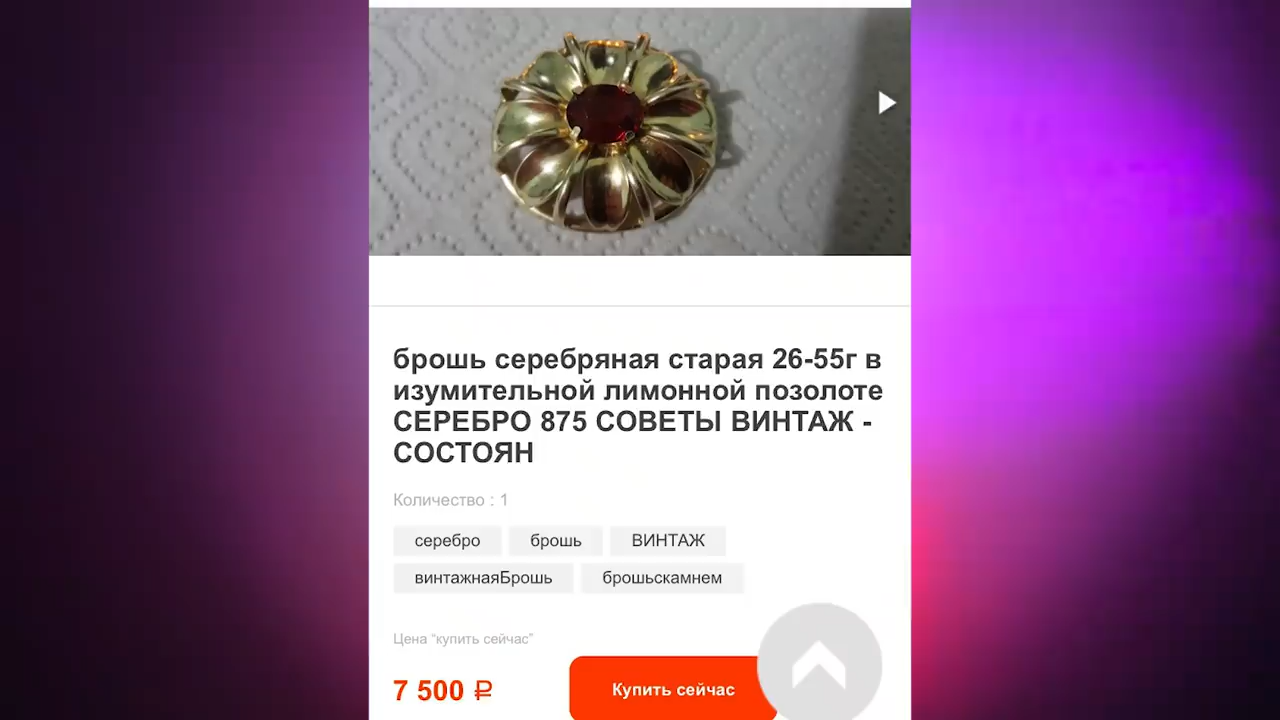 брошь серебряная старая 26-55г в
изумительной лимонной позолоте
СЕРЕБРО 875 СОВЕТЫ ВИНТАЖ -
СОСТОЯН
Количество : 1
серебро брошь ВИНТАЖ
винтажнаяБрошь брошьскамнем
Цена "купить сейчас"
7 500 ₽ Купить сейчас